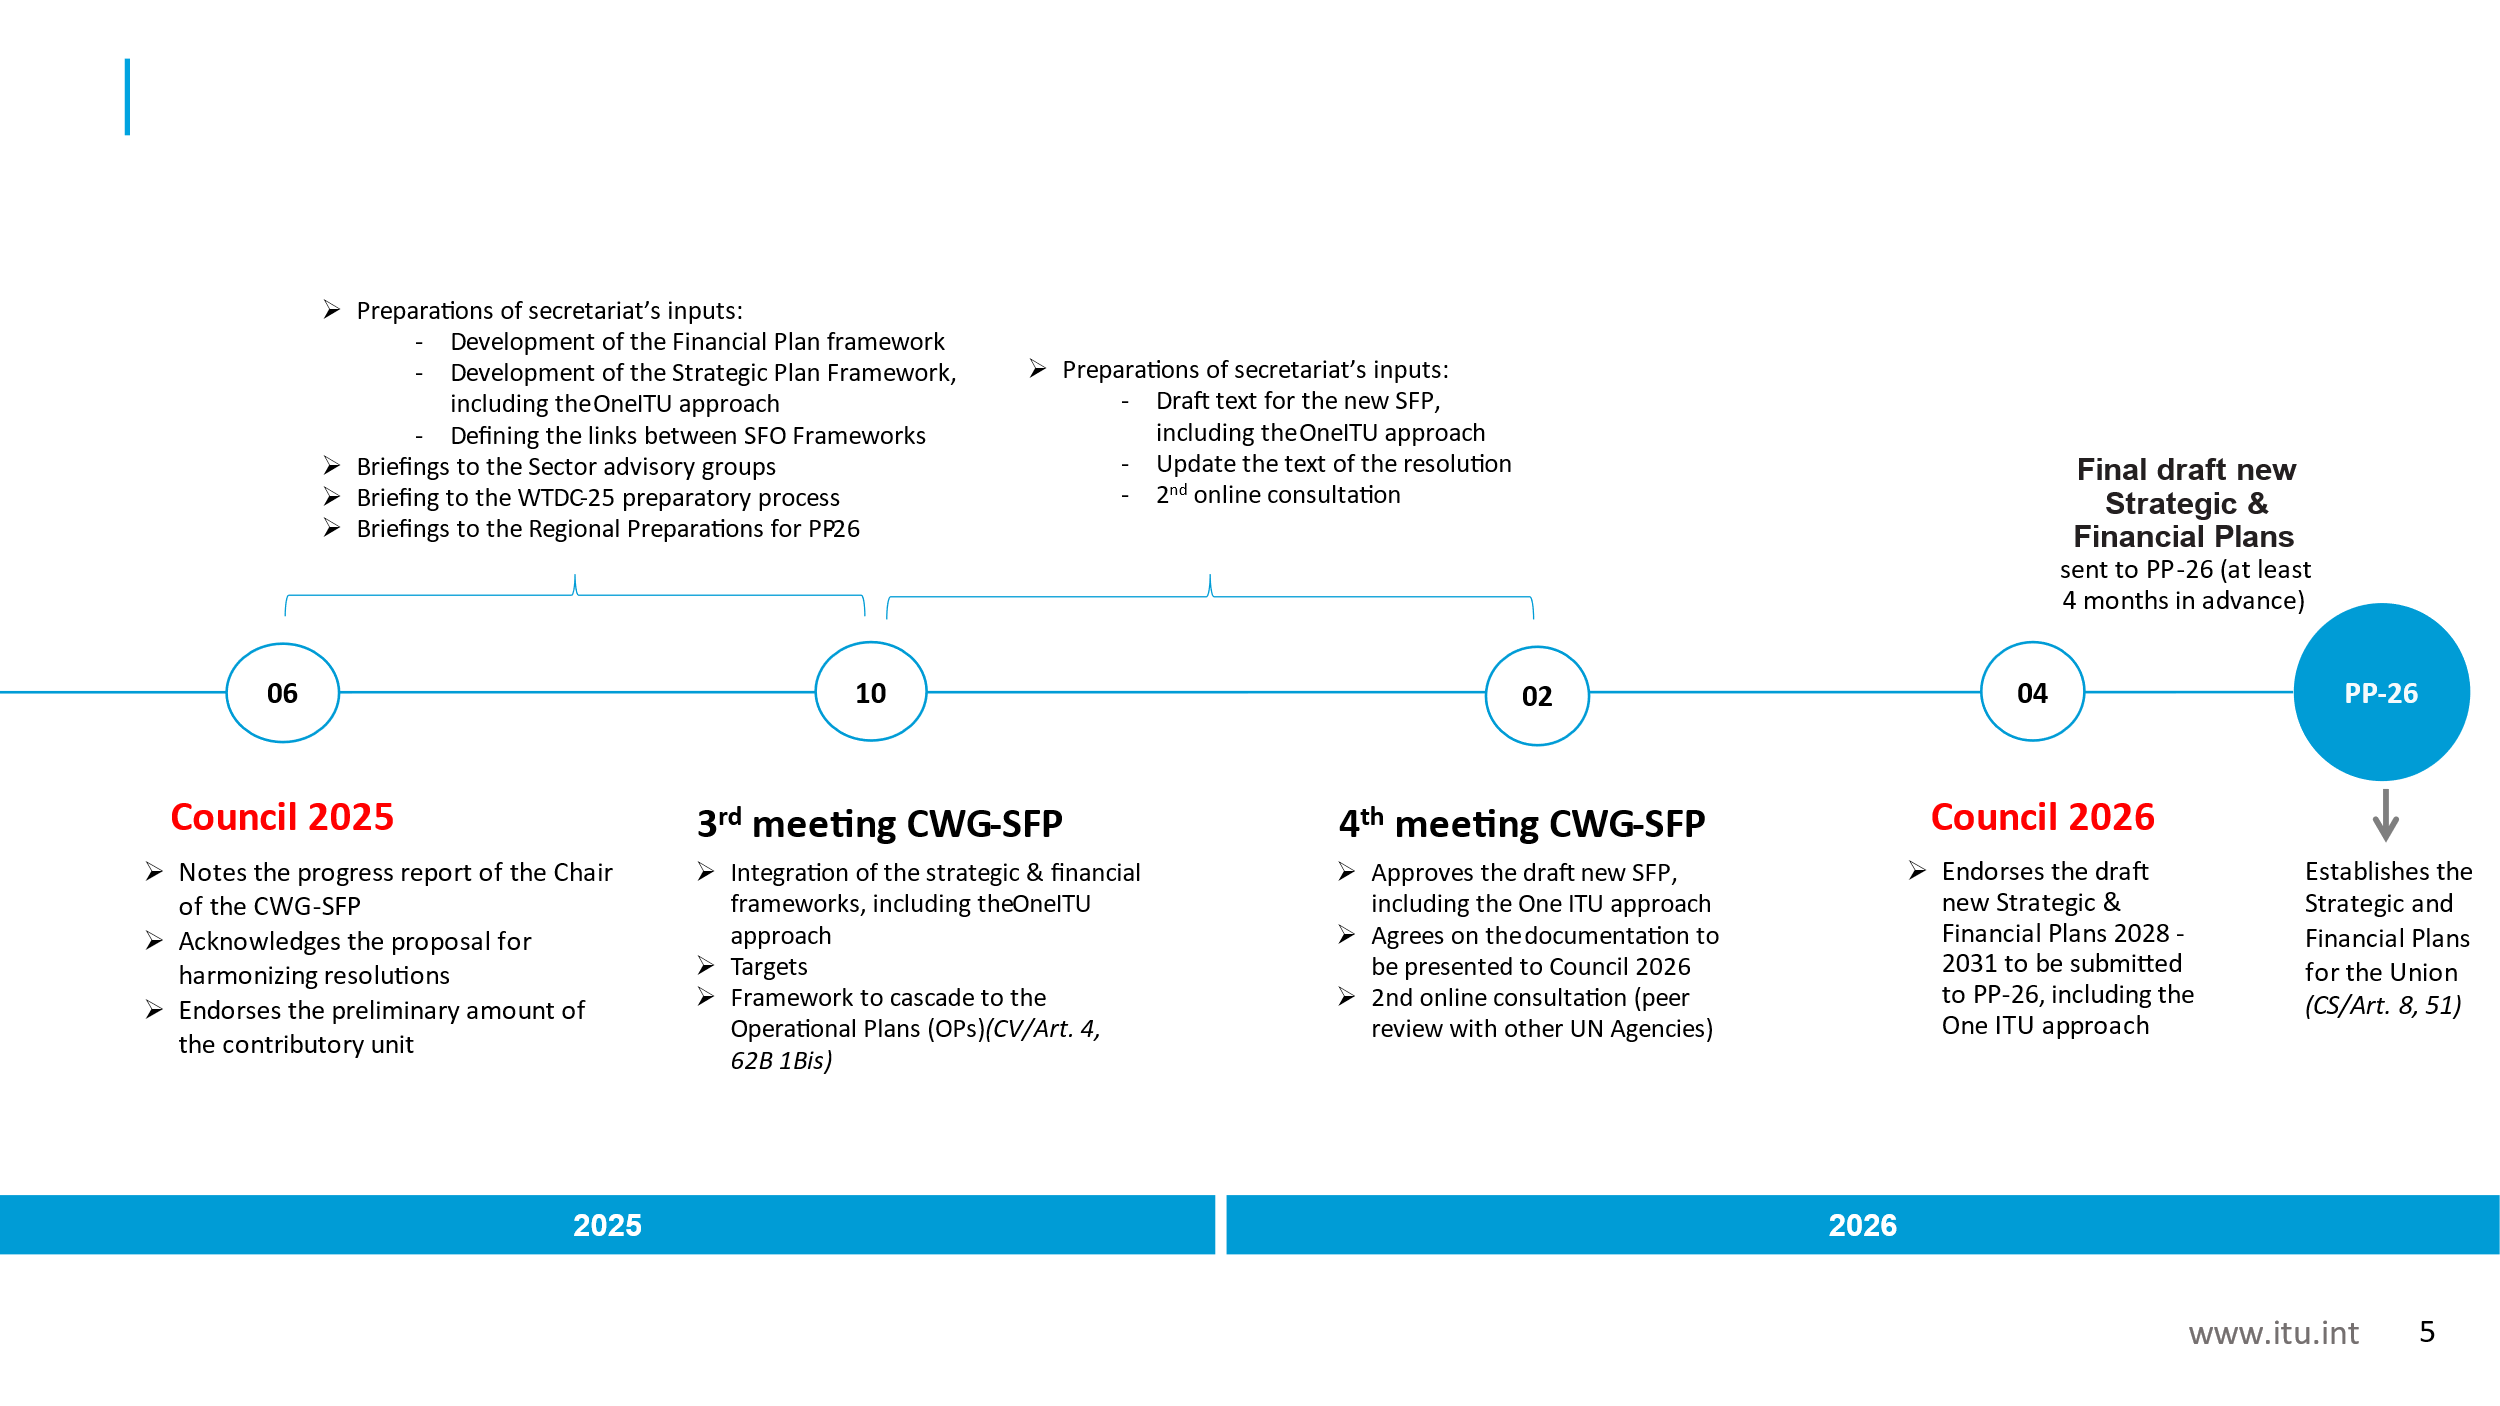 ➢ Preparations of secretariat’s inputs:
- Development of the Financial Plan framework
- Development of the Strategic Plan Framework,
including the OneITU approach
- Defining the links between SFO Frameworks
➢ Briefings to the Sector advisory groups
➢ Briefing to the WTDC-25 preparatory process
➢ Briefings to the Regional Preparations for PP26
➢ Preparations of secretariat’s inputs:
- Draft text for the new SFP,
including the OneITU approach
- Update the text of the resolution
- 2nd online consultation
Final draft new
Strategic &
Financial Plans
sent to PP-26 (at least
4 months in advance)
06
10
02
04
PP-26
Council 2025
➢ Notes the progress report of the Chair
of the CWG-SFP
➢ Acknowledges the proposal for
harmonizing resolutions
➢ Endorses the preliminary amount of
the contributory unit
3rd meeting CWG-SFP
➢ Integration of the strategic & financial
frameworks, including the OneITU
approach
➢ Targets
➢ Framework to cascade to the
Operational Plans (OPs)(CV/Art. 4,
62B 1Bis)
4th meeting CWG-SFP
➢ Approves the draft new SFP,
including the One ITU approach
➢ Agrees on the documentation to
be presented to Council 2026
➢ 2nd online consultation (peer
review with other UN Agencies)
Council 2026
➢ Endorses the draft
new Strategic &
Financial Plans 2028 -
2031 to be submitted
to PP-26, including the
One ITU approach
Establishes the
Strategic and
Financial Plans
for the Union
(CS/Art. 8, 51)
2025
2026
www.itu.int
5